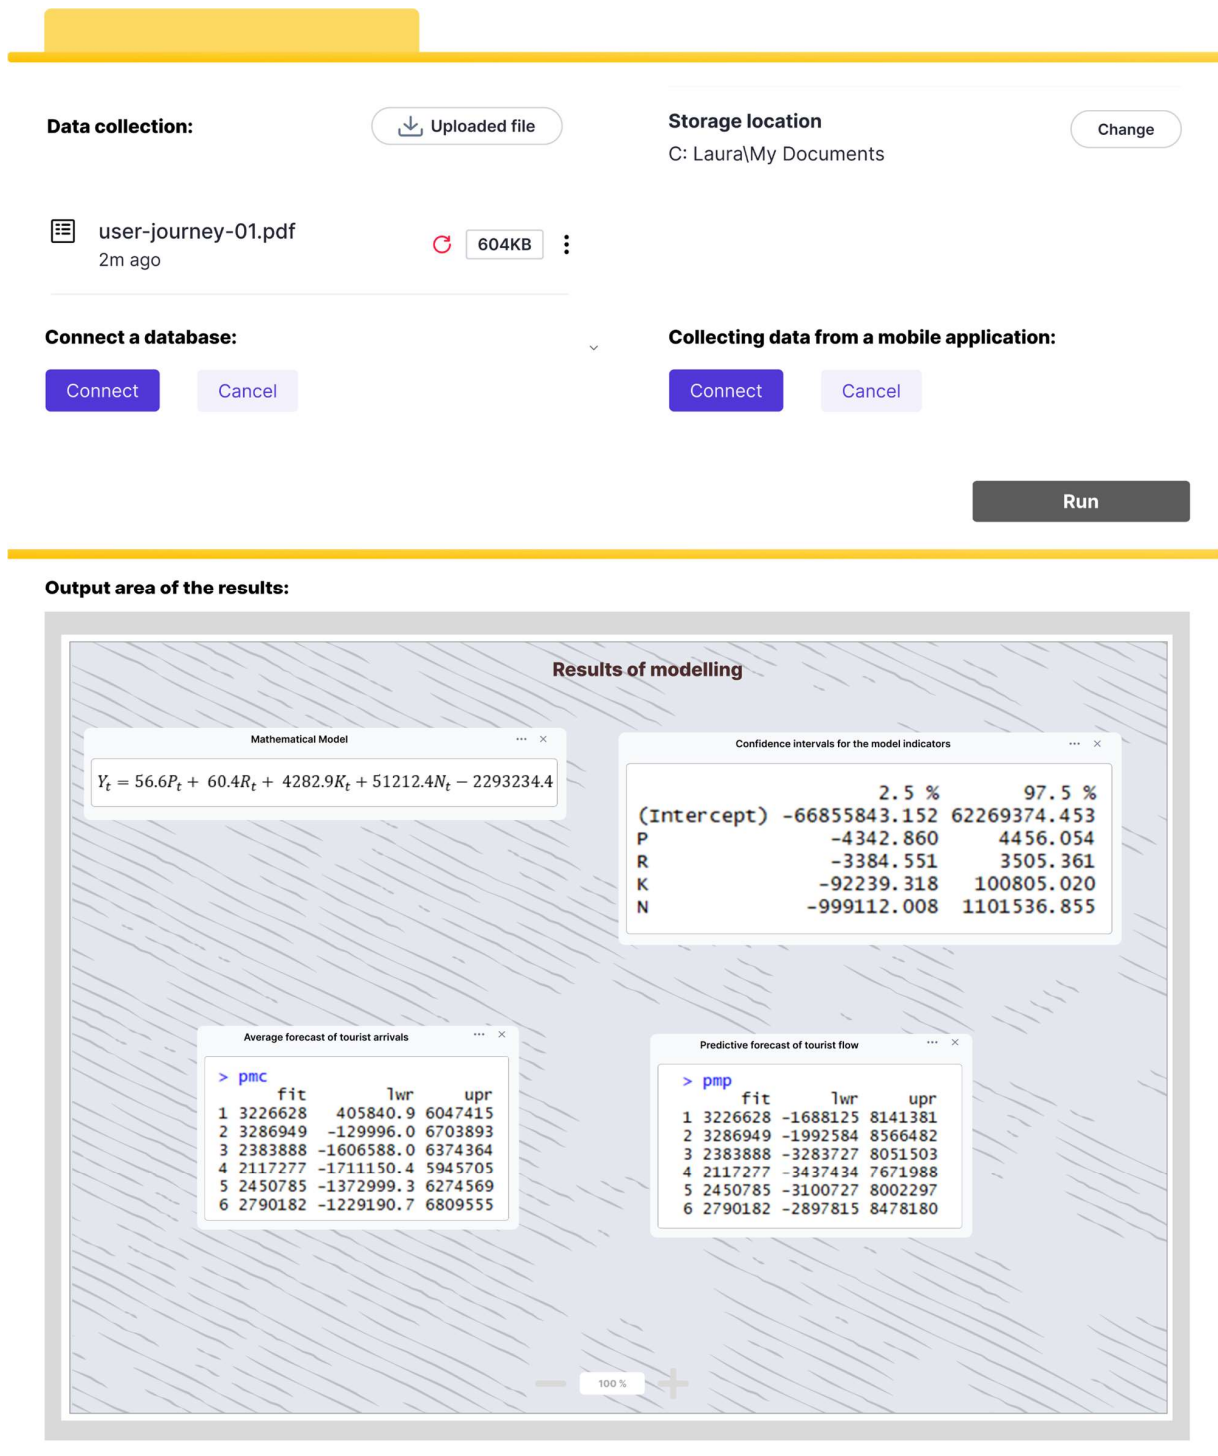 Data collection:
Uploaded file
Storage location
C: Laura\My Documents
Change
user-journey-01.pdf
2m ago
604KB
Connect a database:
Connect
Cancel
Collecting data from a mobile application:
Connect
Cancel
Run
Output area of the results:
Results of modelling
Mathematical Model
Yₜ = 56.6Pₜ + 60.4Rₜ + 4282.9Kₜ + 51212.4Nₜ − 2293234.4
Confidence intervals for the model indicators
2.5 % 97.5 %
(Intercept) -66855843.152 62269374.453
P -4342.860 4456.054
R -3384.551 3505.361
K -92239.318 100805.020
N -999112.008 1101536.855
Average forecast of tourist arrivals
> pmc
fit lwr upr
1 3226628 405840.9 6047415
2 3286949 -129996.0 6703893
3 2383888 -1606588.0 6374364
4 2117277 -1711150.4 5945705
5 2450785 -1372999.3 6274569
6 2790182 -1229190.7 6809555
Predictive forecast of tourist flow
> pmp
fit lwr upr
1 3226628 -1688125 8141381
2 3286949 -1992584 8566482
3 2383888 -3283727 8051503
4 2117277 -3437434 7671988
5 2450785 -3100727 8002297
6 2790182 -2897815 8478180
100 %